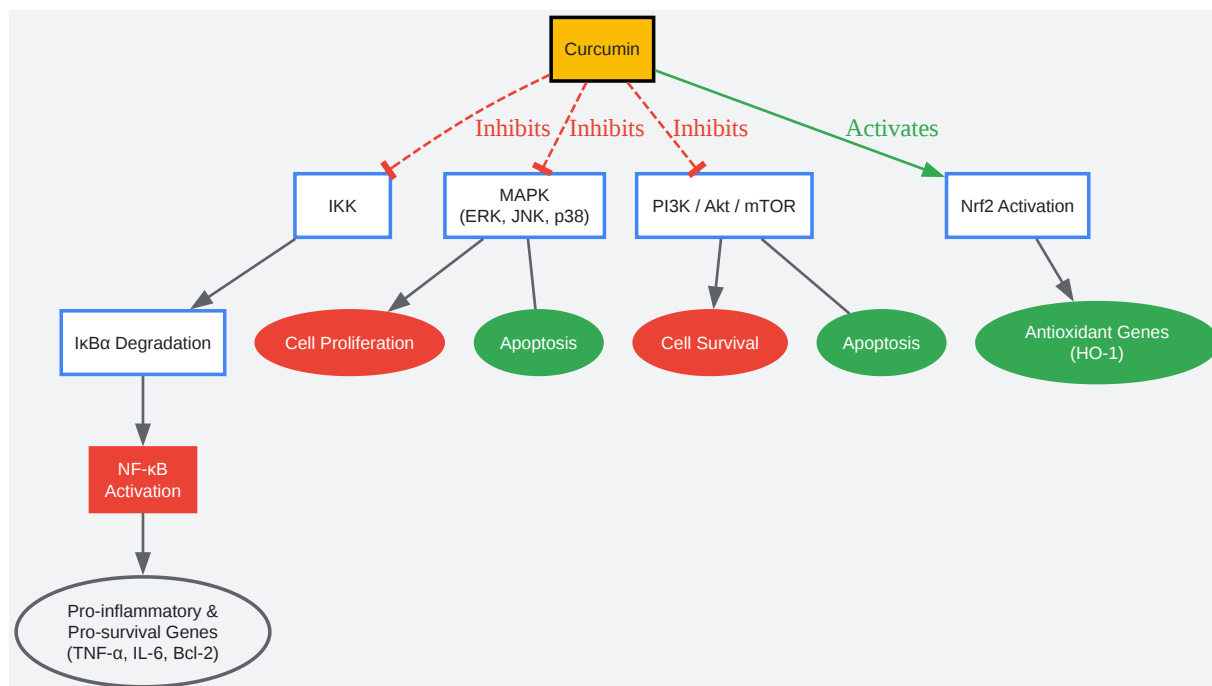 Curcumin
Inhibits
Inhibits
Inhibits
Activates
IKK
MAPK
(ERK, JNK, p38)
PI3K / Akt / mTOR
Nrf2 Activation
IκBα Degradation
Cell Proliferation
Apoptosis
Cell Survival
Apoptosis
Antioxidant Genes
(HO-1)
NF-κB
Activation
Pro-inflammatory &
Pro-survival Genes
(TNF-α, IL-6, Bcl-2)